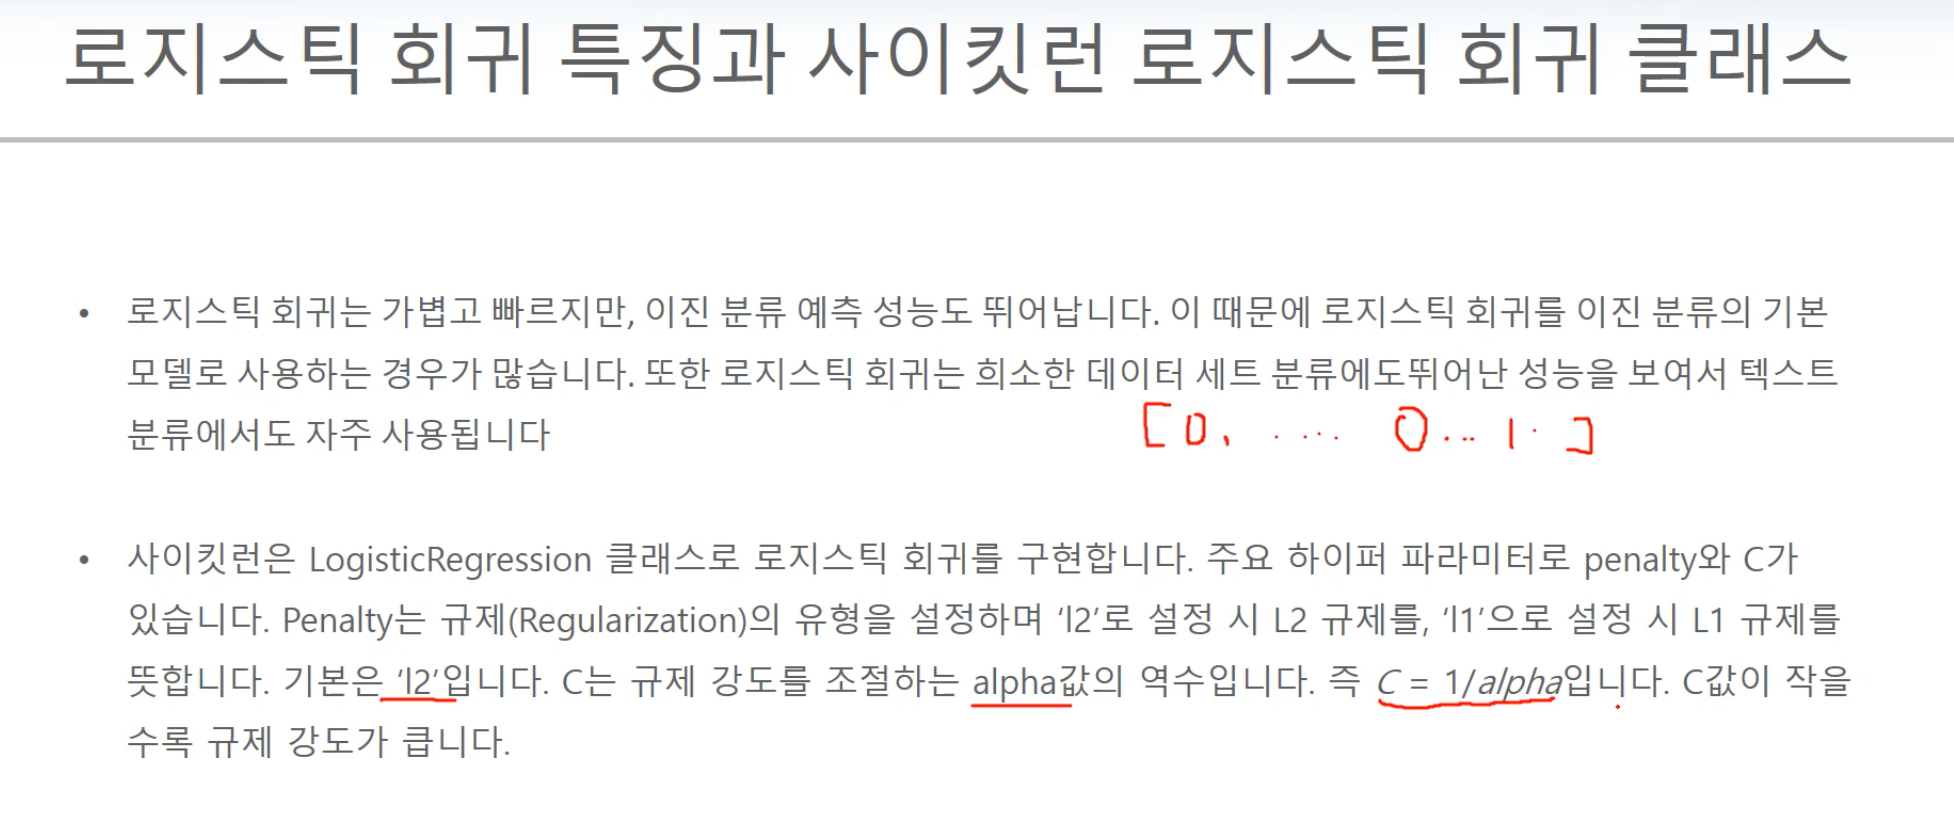 로지스틱 회귀 특징과 사이킷런 로지스틱 회귀 클래스
• 로지스틱 회귀는 가볍고 빠르지만, 이진 분류 예측 성능도 뛰어납니다. 이 때문에 로지스틱 회귀를 이진 분류의 기본
모델로 사용하는 경우가 많습니다. 또한 로지스틱 회귀는 희소한 데이터 세트 분류에도뛰어난 성능을 보여서 텍스트
분류에서도 자주 사용됩니다
[0, .... 0... 1. ]
• 사이킷런은 LogisticRegression 클래스로 로지스틱 회귀를 구현합니다. 주요 하이퍼 파라미터로 penalty와 C가
있습니다. Penalty는 규제(Regularization)의 유형을 설정하며 ‘l2’로 설정 시 L2 규제를, ‘l1’으로 설정 시 L1 규제를
뜻합니다. 기본은 ‘l2’입니다. C는 규제 강도를 조절하는 alpha값의 역수입니다. 즉 C = 1/alpha입니다. C값이 작을
수록 규제 강도가 큽니다.